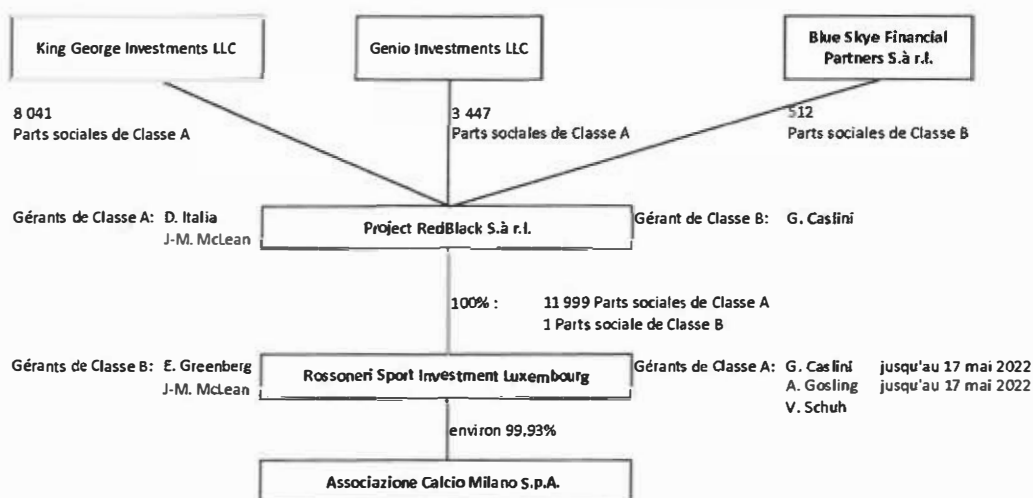 King George Investments LLC
Genio Investments LLC
Blue Skye Financial
Partners S.à r.l.
8 041
Parts sociales de Classe A
3 447
Parts sociales de Classe A
512
Parts sociales de Classe B
Gérants de Classe A: D. Italia
J-M. McLean
Project RedBlack S.à r.l.
Gérant de Classe B: G. Caslini
100% : 11 999 Parts sociales de Classe A
1 Parts sociale de Classe B
Gérants de Classe B: E. Greenberg
J-M. McLean
Rossoneri Sport Investment Luxembourg
Gérants de Classe A: G. Caslini jusqu'au 17 mai 2022
A. Gosling jusqu'au 17 mai 2022
V. Schuh
environ 99,93%
Associazione Calcio Milano S.p.A.